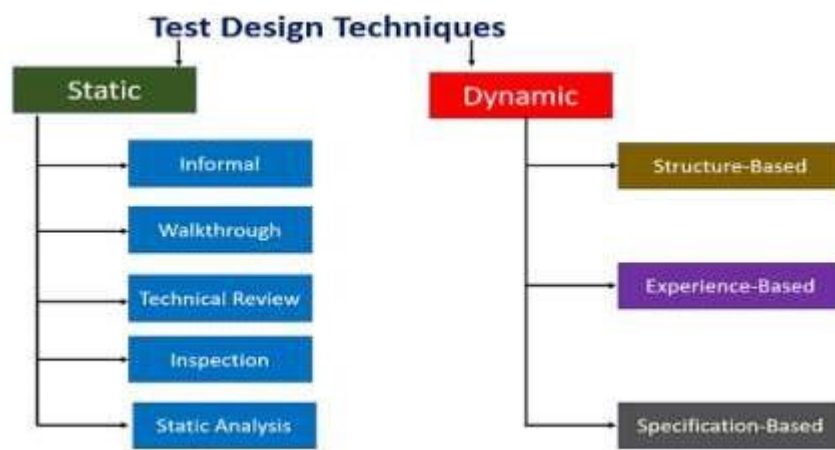 Test Design Techniques
Static
Dynamic
Informal
Walkthrough
Technical Review
Inspection
Static Analysis
Structure-Based
Experience-Based
Specification-Based